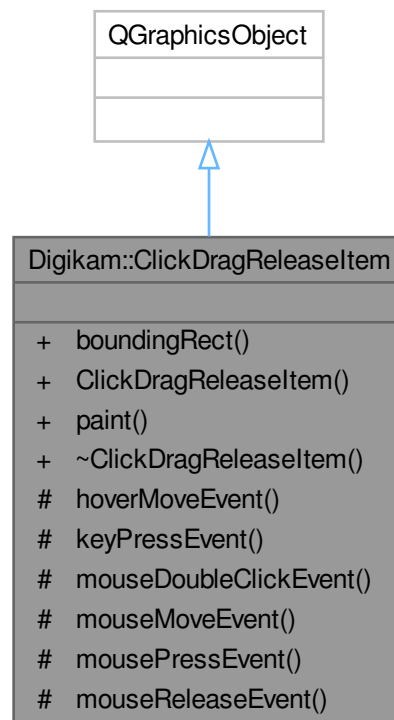 QGraphicsObject
Digikam::ClickDragReleaseItem
+ boundingRect()
+ ClickDragReleaseItem()
+ paint()
+ ~ClickDragReleaseItem()
# hoverMoveEvent()
# keyPressEvent()
# mouseDoubleClickEvent()
# mouseMoveEvent()
# mousePressEvent()
# mouseReleaseEvent()